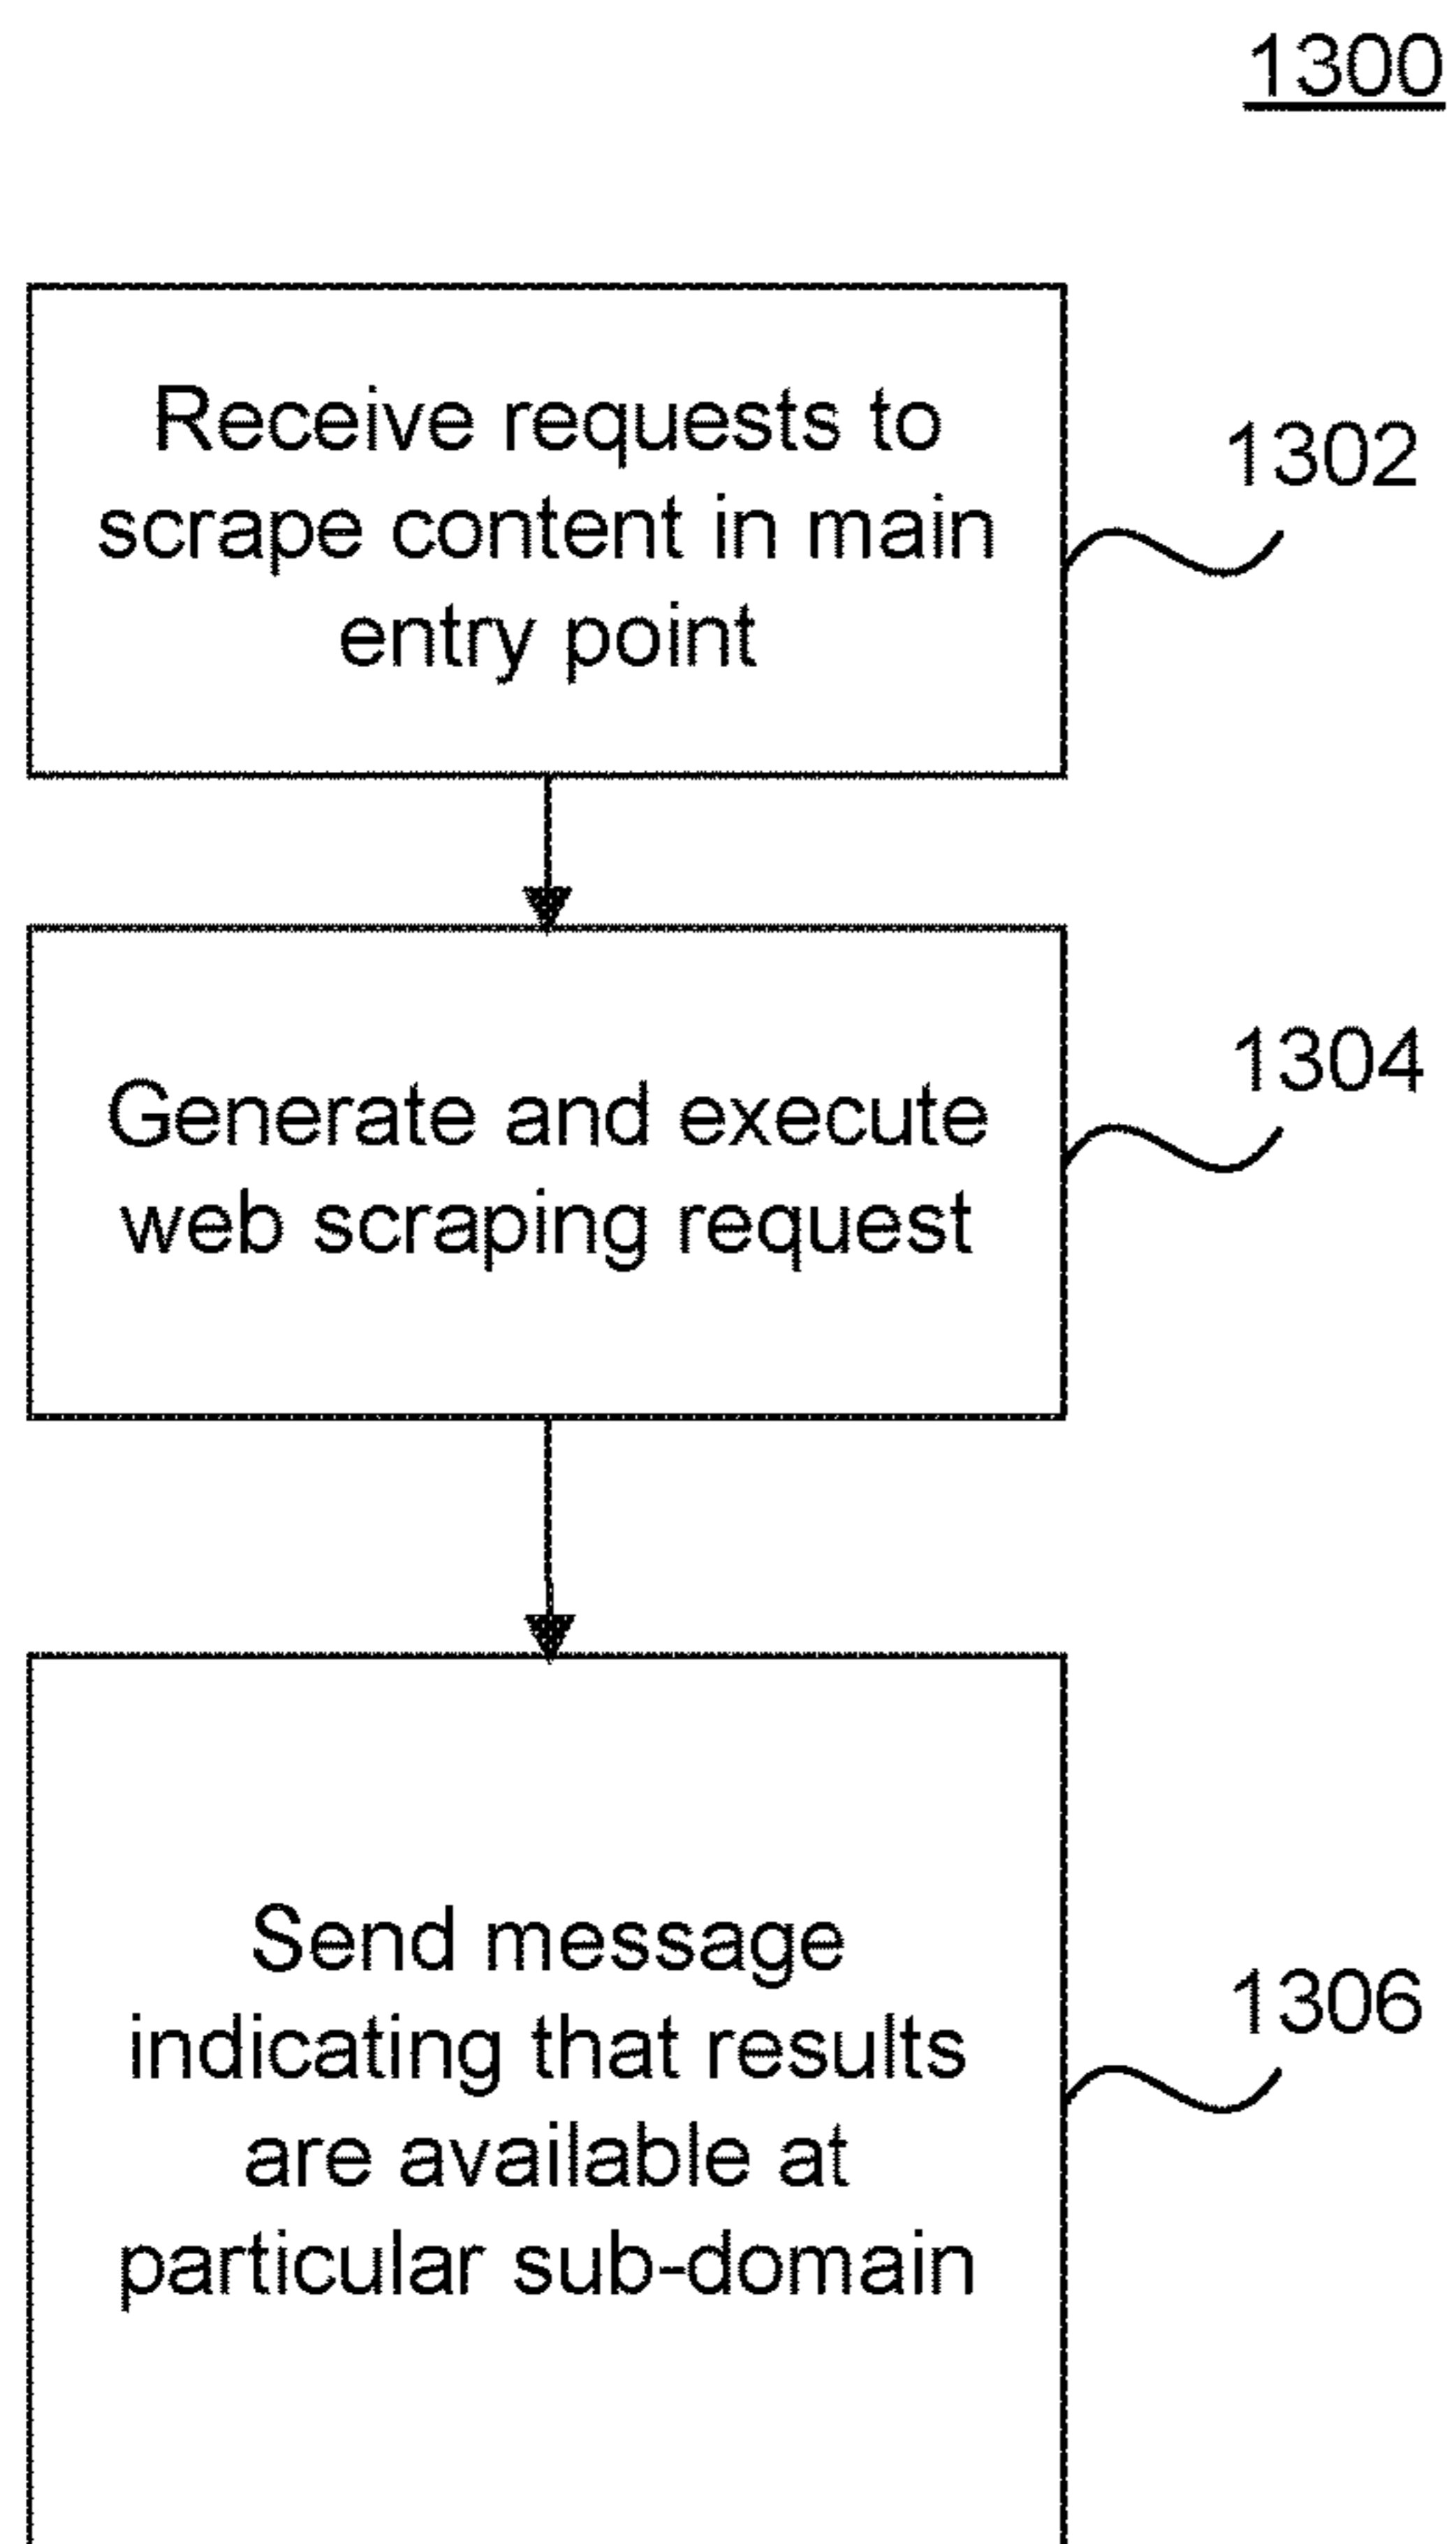 1300
Receive requests to
scrape content in main
entry point
1302
Generate and execute
web scraping request
1304
Send message
indicating that results
are available at
particular sub-domain
1306